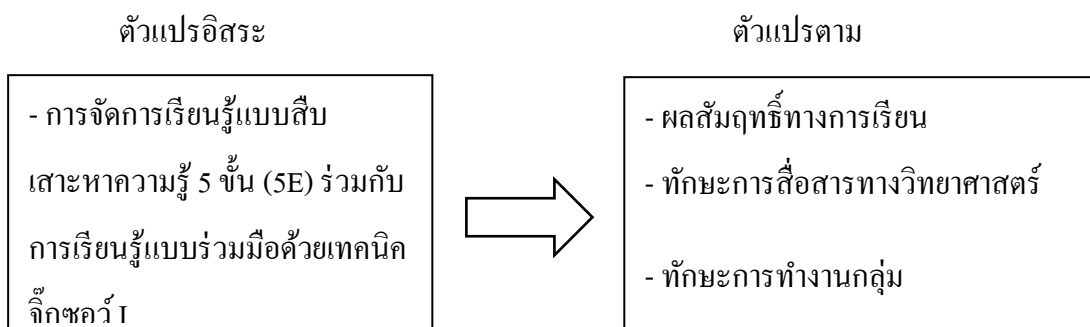 ตัวแปรอิสระ
ตัวแปรตาม
- การจัดการเรียนรู้แบบสืบ
เสาะหาความรู้ 5 ขั้น (5E) ร่วมกับ
การเรียนรู้แบบร่วมมือด้วยเทคนิค
จิ๊กซอว์ I
- ผลสัมฤทธิ์ทางการเรียน
- ทักษะการสื่อสารทางวิทยาศาสตร์
- ทักษะการทำงานกลุ่ม